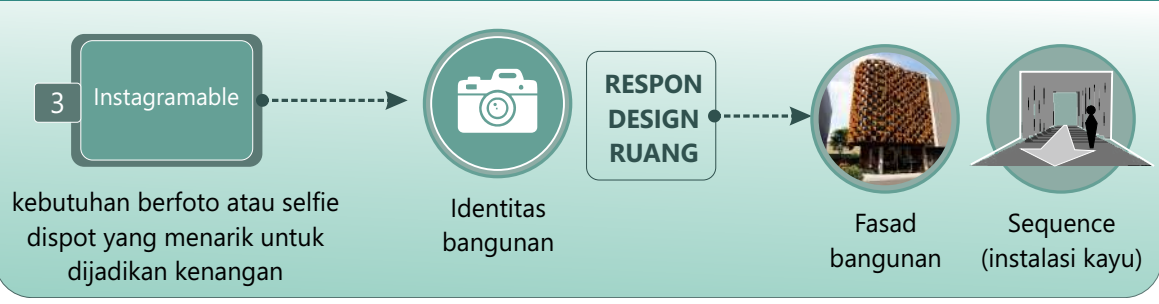 3
Instagramable
kebutuhan berfoto atau selfie
dispot yang menarik untuk
dijadikan kenangan
Identitas
bangunan
RESPON
DESIGN
RUANG
Fasad
bangunan
Sequence
(instalasi kayu)